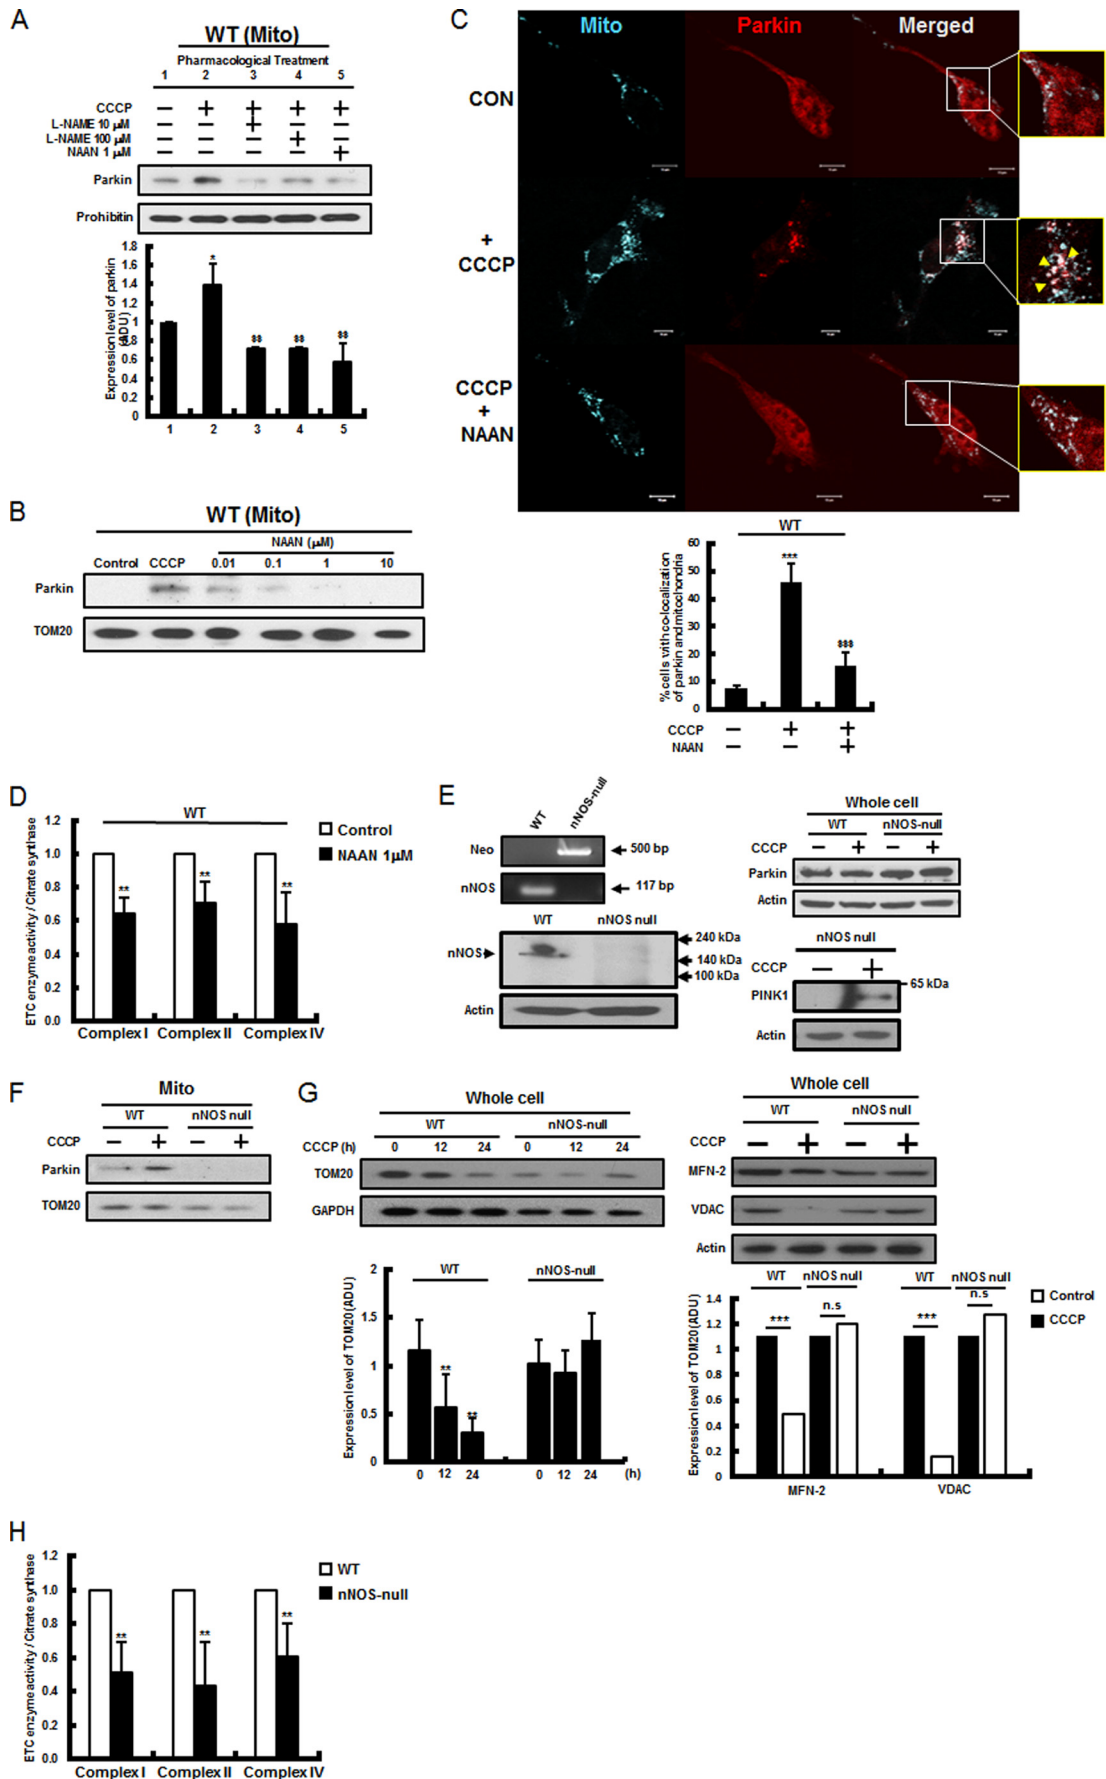 A
WT (Mito)
Pharmacological Treatment
1 2 3 4 5
CCCP − + + + +
L-NAME 10 μM − − + − −
L-NAME 100 μM − − − + −
NAAN 1 μM − − − − +
Parkin
Prohibitin
Expression level of parkin (ADU)
1.8
1.6
1.4
1.2
1
0.8
0.6
0.4
0.2
0
* $$ $$ $$
1 2 3 4 5
B
WT (Mito)
NAAN (μM)
Control CCCP 0.01 0.1 1 10
Parkin
TOM20
C
Mito Parkin Merged
CON
+
CCCP
CCCP
+
NAAN
WT
% cells with co-localization
of parkin and mitochondria
60
50
40
30
20
10
0
*** $$$
CCCP − + +
NAAN − − +
D
WT
ETC enzyme activity / Citrate synthase
1.2
1.0
0.8
0.6
0.4
0.2
0.0
** ** **
Complex I Complex II Complex IV
Control
NAAN 1μM
E
WT nNOS-null
Neo 500 bp
nNOS 117 bp
WT nNOS null
nNOS
240 kDa
140 kDa
100 kDa
Actin
Whole cell
WT nNOS-null
CCCP − + − +
Parkin
Actin
nNOS null
CCCP − +
65 kDa
PINK1
Actin
F
Mito
WT nNOS null
CCCP − + − +
Parkin
TOM20
G
Whole cell
WT nNOS-null
CCCP (h) 0 12 24 0 12 24
TOM20
GAPDH
Expression level of TOM20(ADU)
2
1.5
1
0.5
0
WT nNOS-null
** **
0 12 24 0 12 24 (h)
Whole cell
WT nNOS null
CCCP − + − +
MFN-2
VDAC
Actin
Expression level of TOM20(ADU)
1.4
1.2
1
0.8
0.6
0.4
0.2
0
WT nNOS null WT nNOS null
*** n.s *** n.s
MFN-2 VDAC
Control
CCCP
H
ETC enzyme activity / Citrate synthase
1.2
1.0
0.8
0.6
0.4
0.2
0.0
** ** **
Complex I Complex II Complex IV
WT
nNOS-null